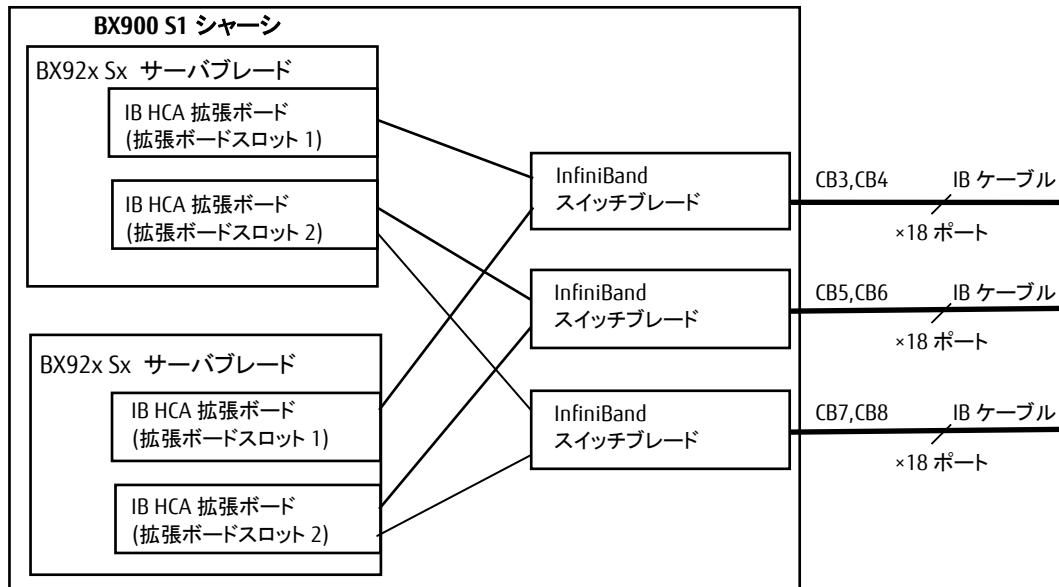 BX900 S1 シャーシ
BX92x Sx サーバブレード
IB HCA 拡張ボード
(拡張ボードスロット 1)
IB HCA 拡張ボード
(拡張ボードスロット 2)
BX92x Sx サーバブレード
IB HCA 拡張ボード
(拡張ボードスロット 1)
IB HCA 拡張ボード
(拡張ボードスロット 2)
InfiniBand
スイッチブレード
CB3,CB4 IB ケーブル
×18 ポート
InfiniBand
スイッチブレード
CB5,CB6 IB ケーブル
×18 ポート
InfiniBand
スイッチブレード
CB7,CB8 IB ケーブル
×18 ポート